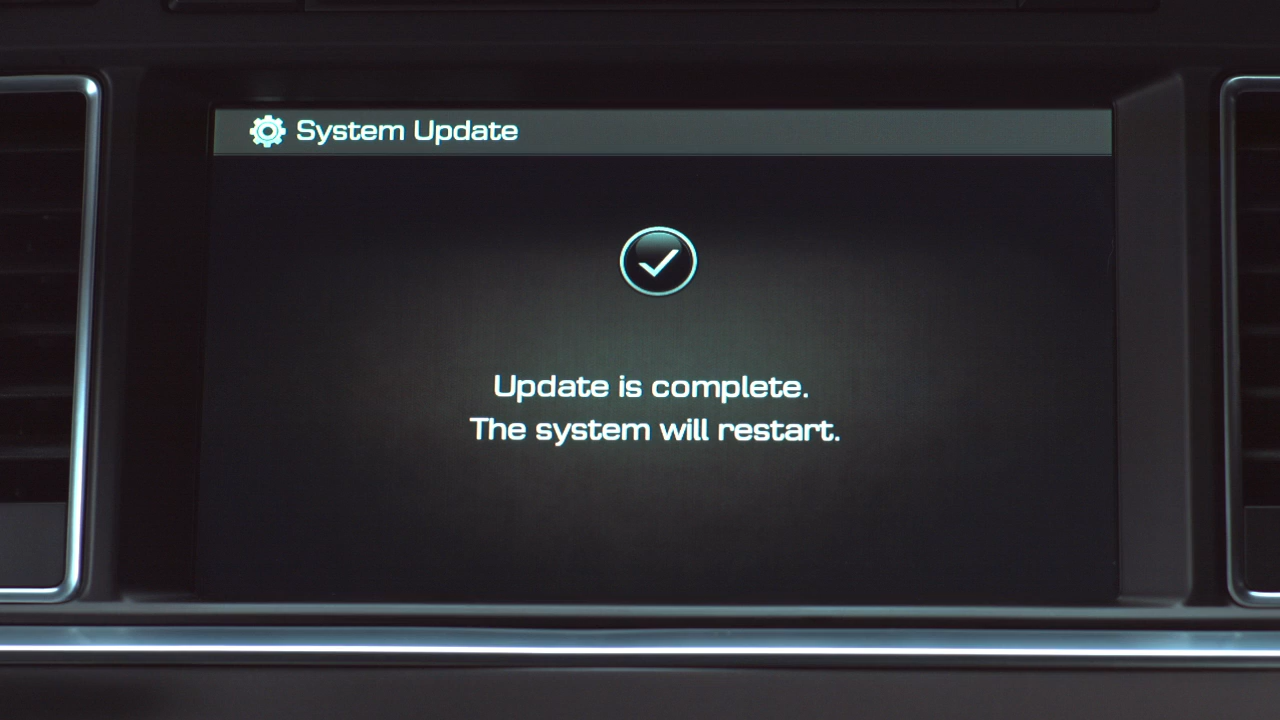 System Update
Update is complete.
The system will restart.